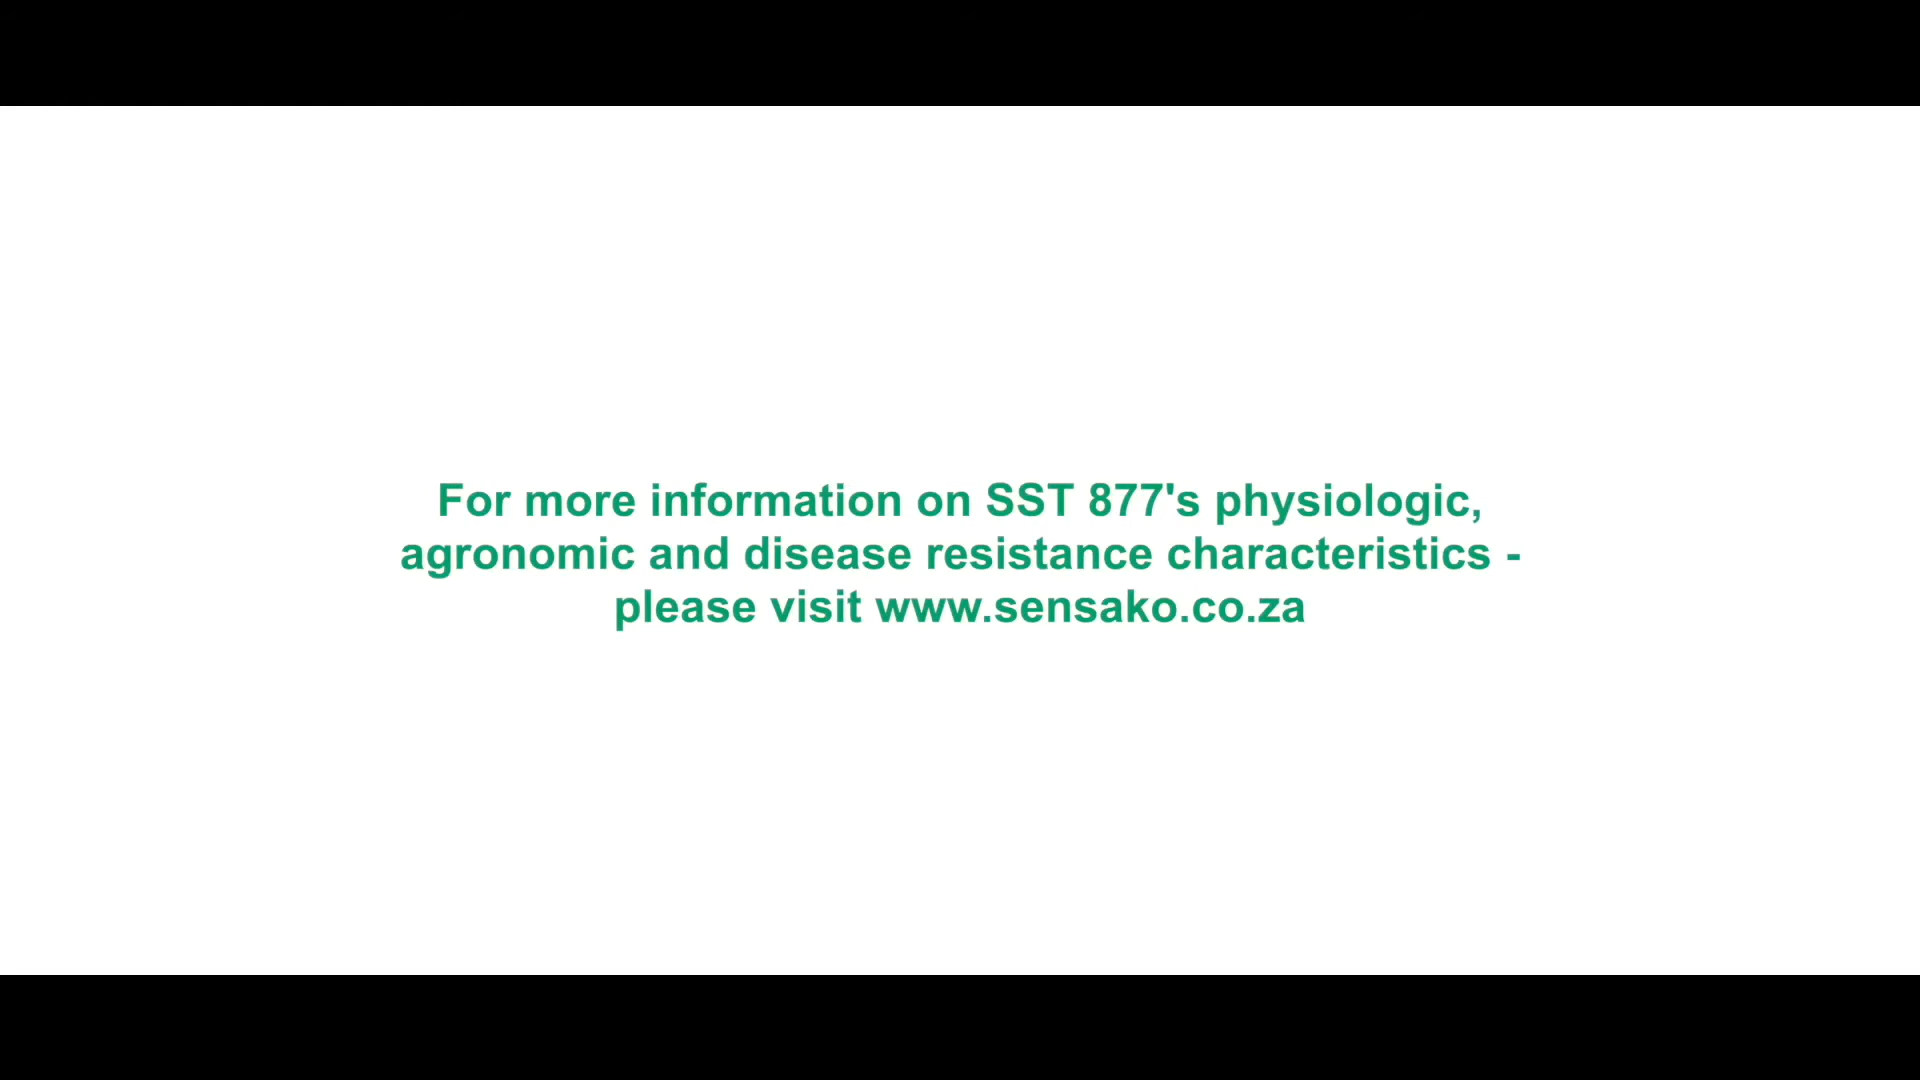 For more information on SST 877's physiologic,
agronomic and disease resistance characteristics -
please visit www.sensako.co.za